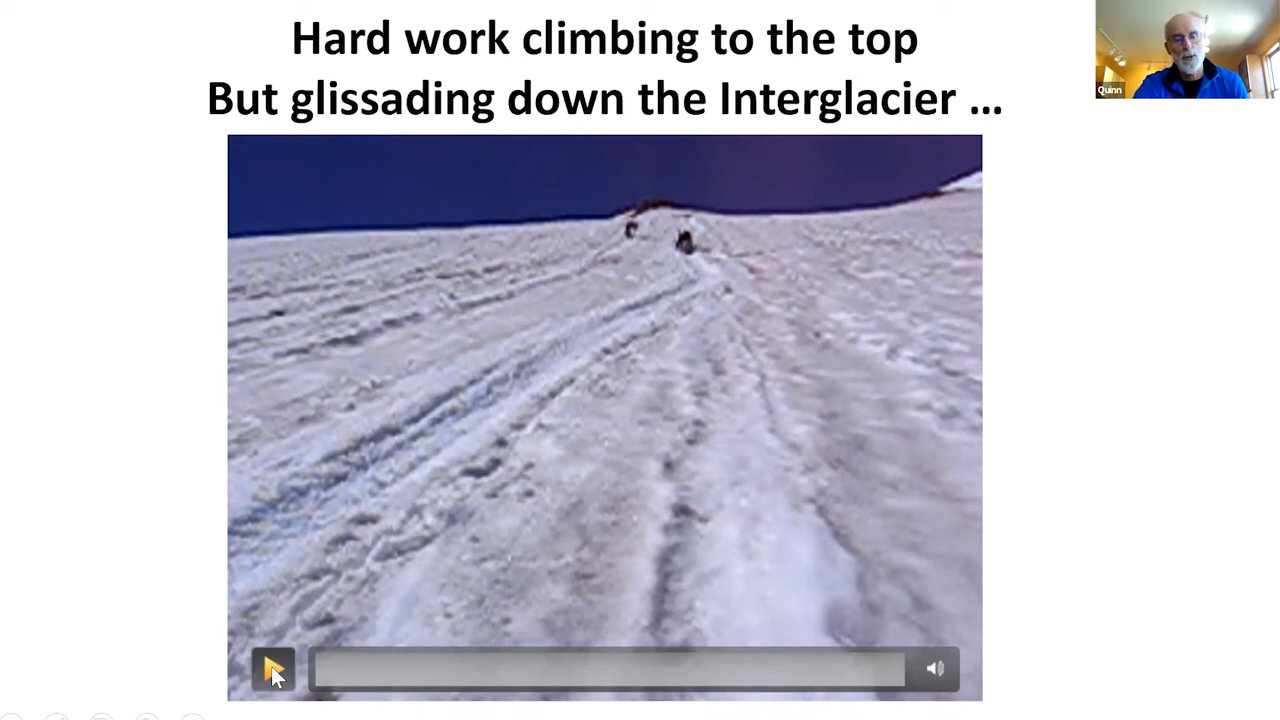 Hard work climbing to the top
But glissading down the Interglacier ...
Quinn